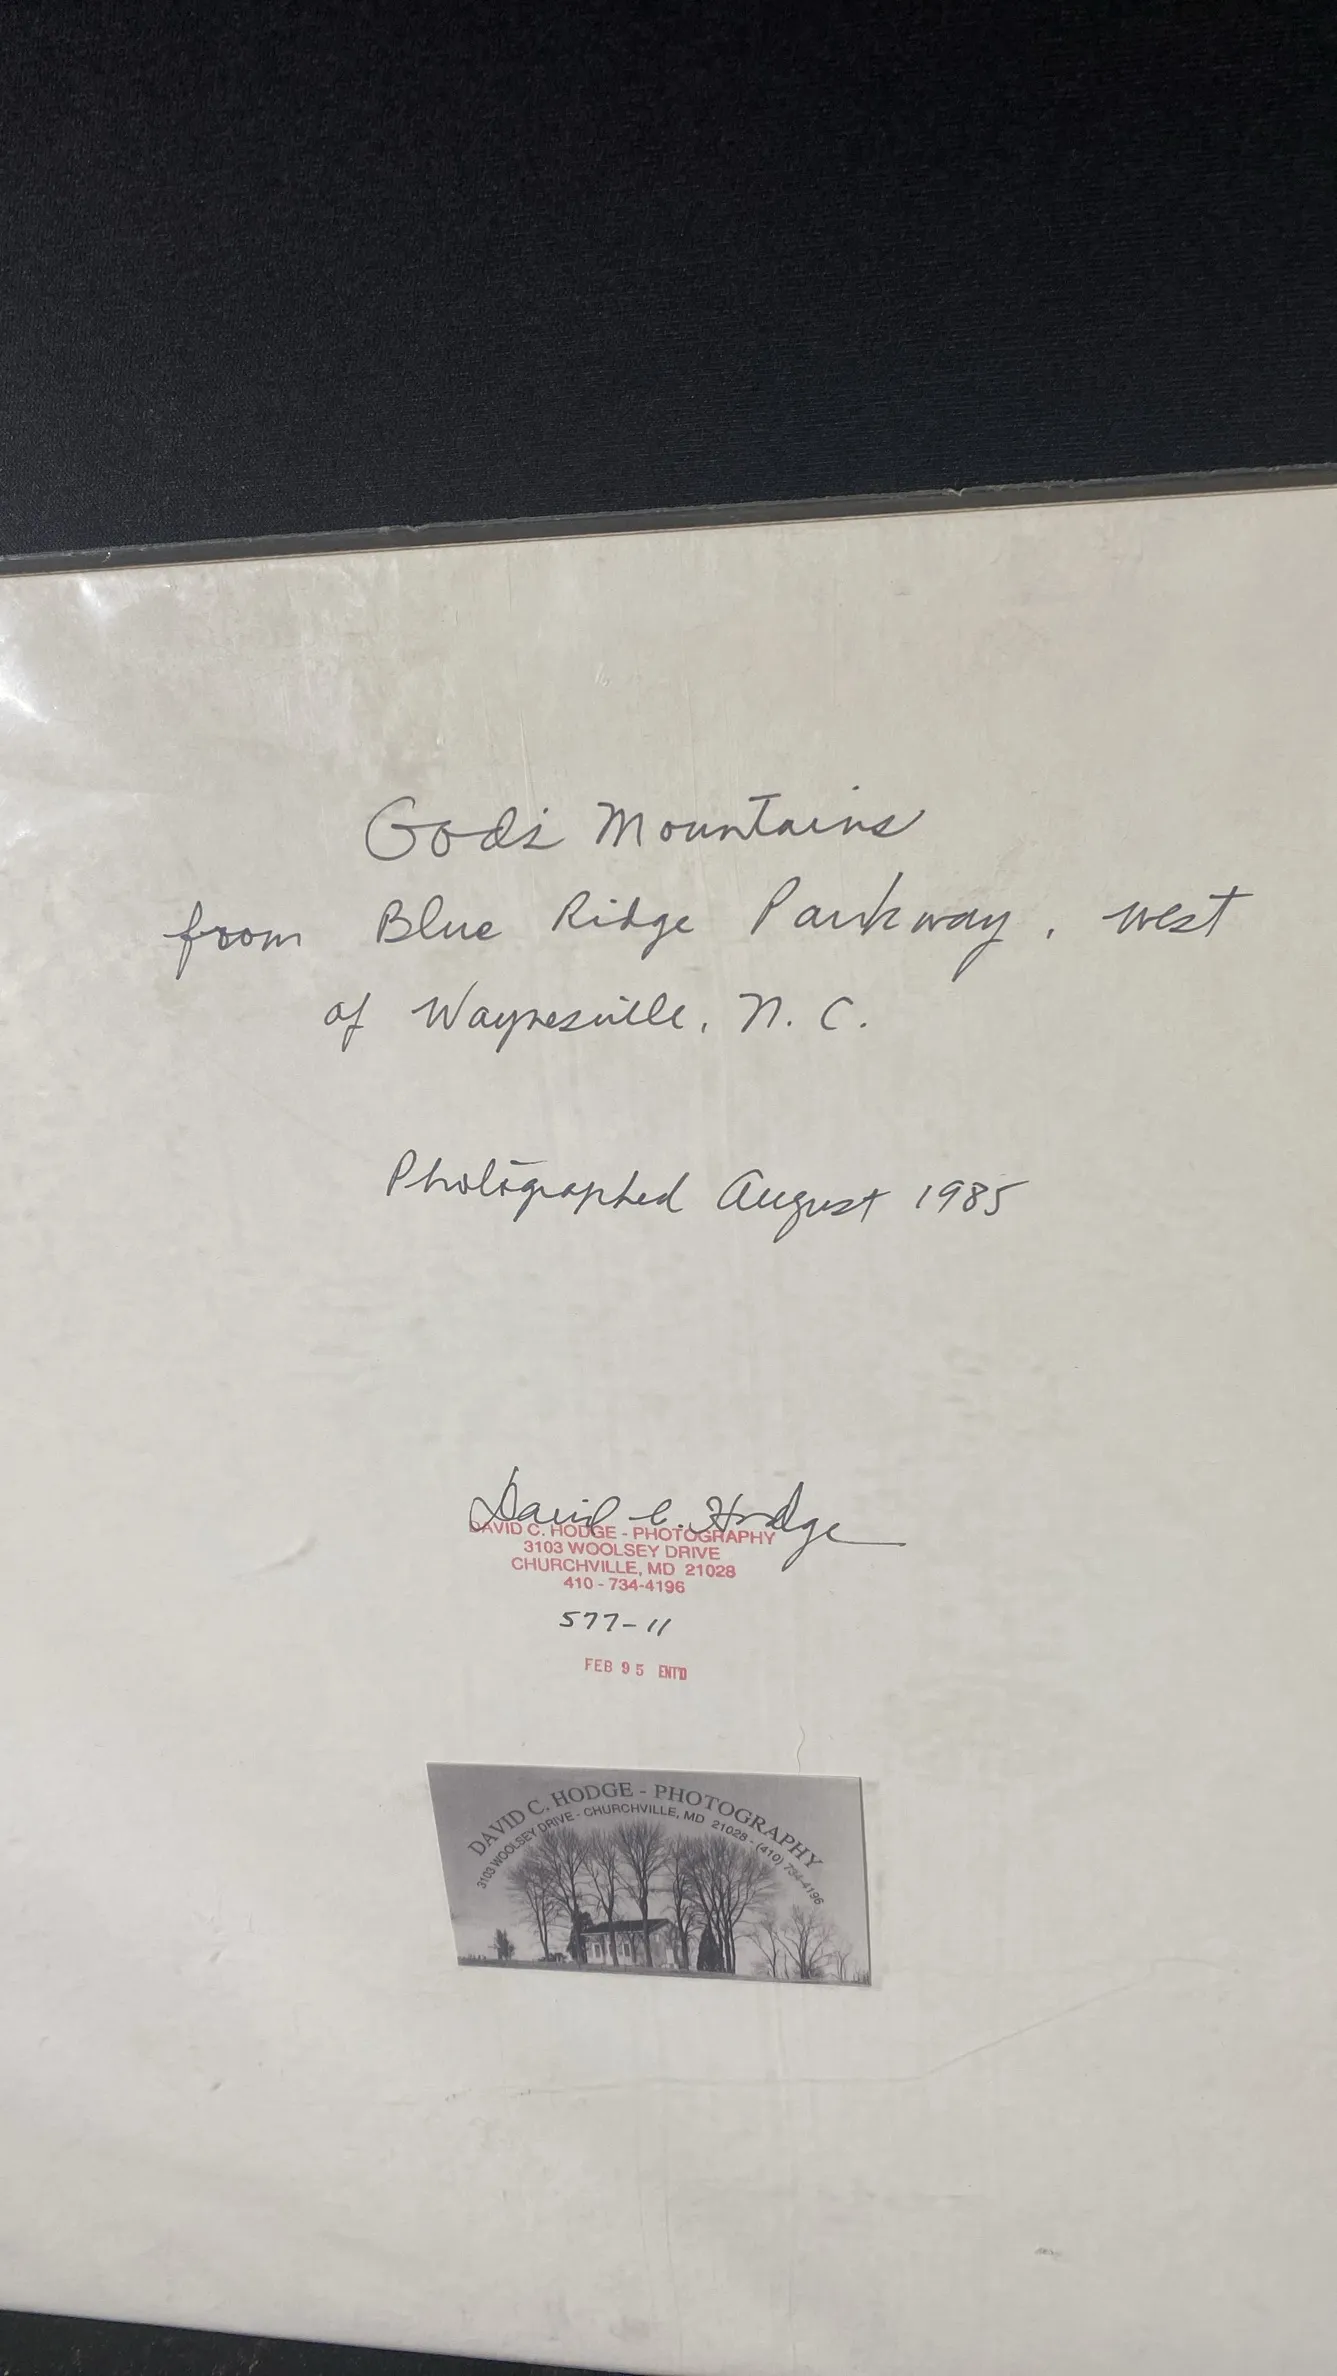 God's Mountains
from Blue Ridge Parkway, west
of Waynesville, N. C.
Photographed August 1985
David C. Hodge
DAVID C. HODGE - PHOTOGRAPHY
3103 WOOLSEY DRIVE
CHURCHVILLE, MD 21028
410 - 734-4196
577-11
FEB 95 ENT'D
DAVID C. HODGE - PHOTOGRAPHY
3103 WOOLSEY DRIVE - CHURCHVILLE, MD 21028 - (410) 734-4196